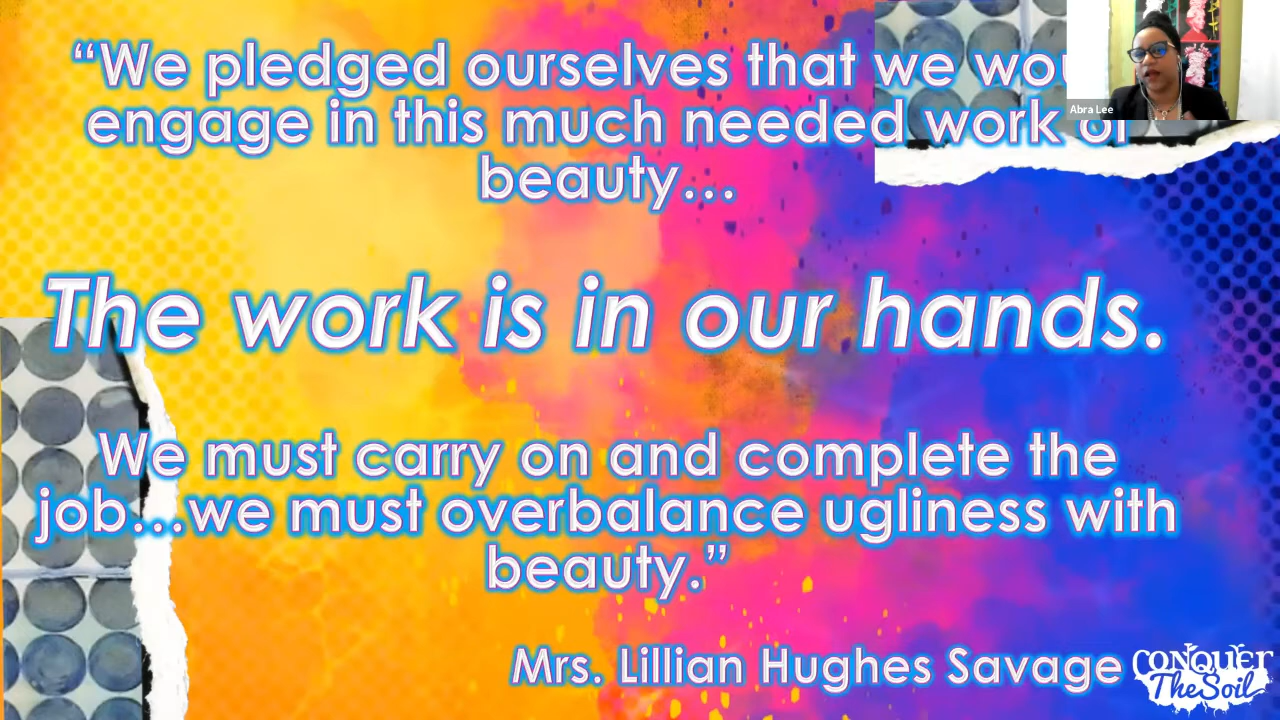 “We pledged ourselves that we
engage in this much needed work of
beauty...
The work is in our hands.
We must carry on and complete the
job...we must overbalance ugliness with
beauty.”
Mrs. Lillian Hughes Savage
Abra Lee
CONQUER
The Soil